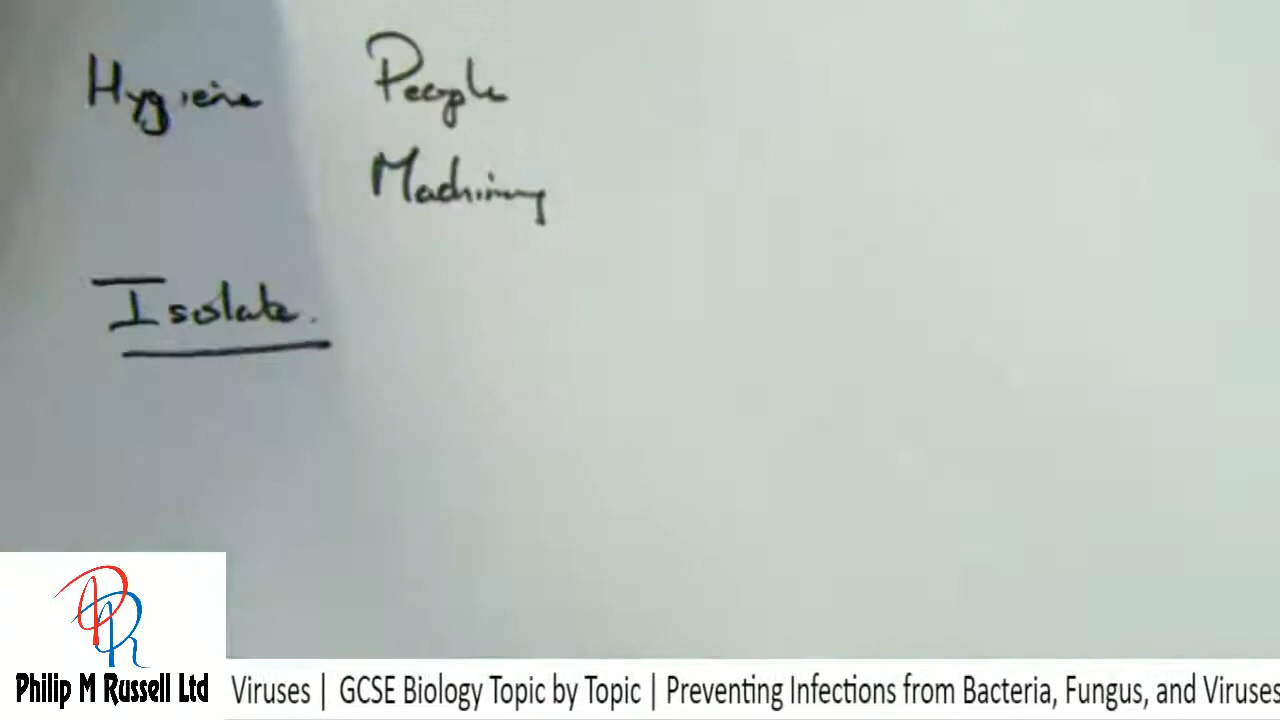 Hygiene People
Machinery
Isolate.
Philip M Russell Ltd
Viruses | GCSE Biology Topic by Topic | Preventing Infections from Bacteria, Fungus, and Viruses